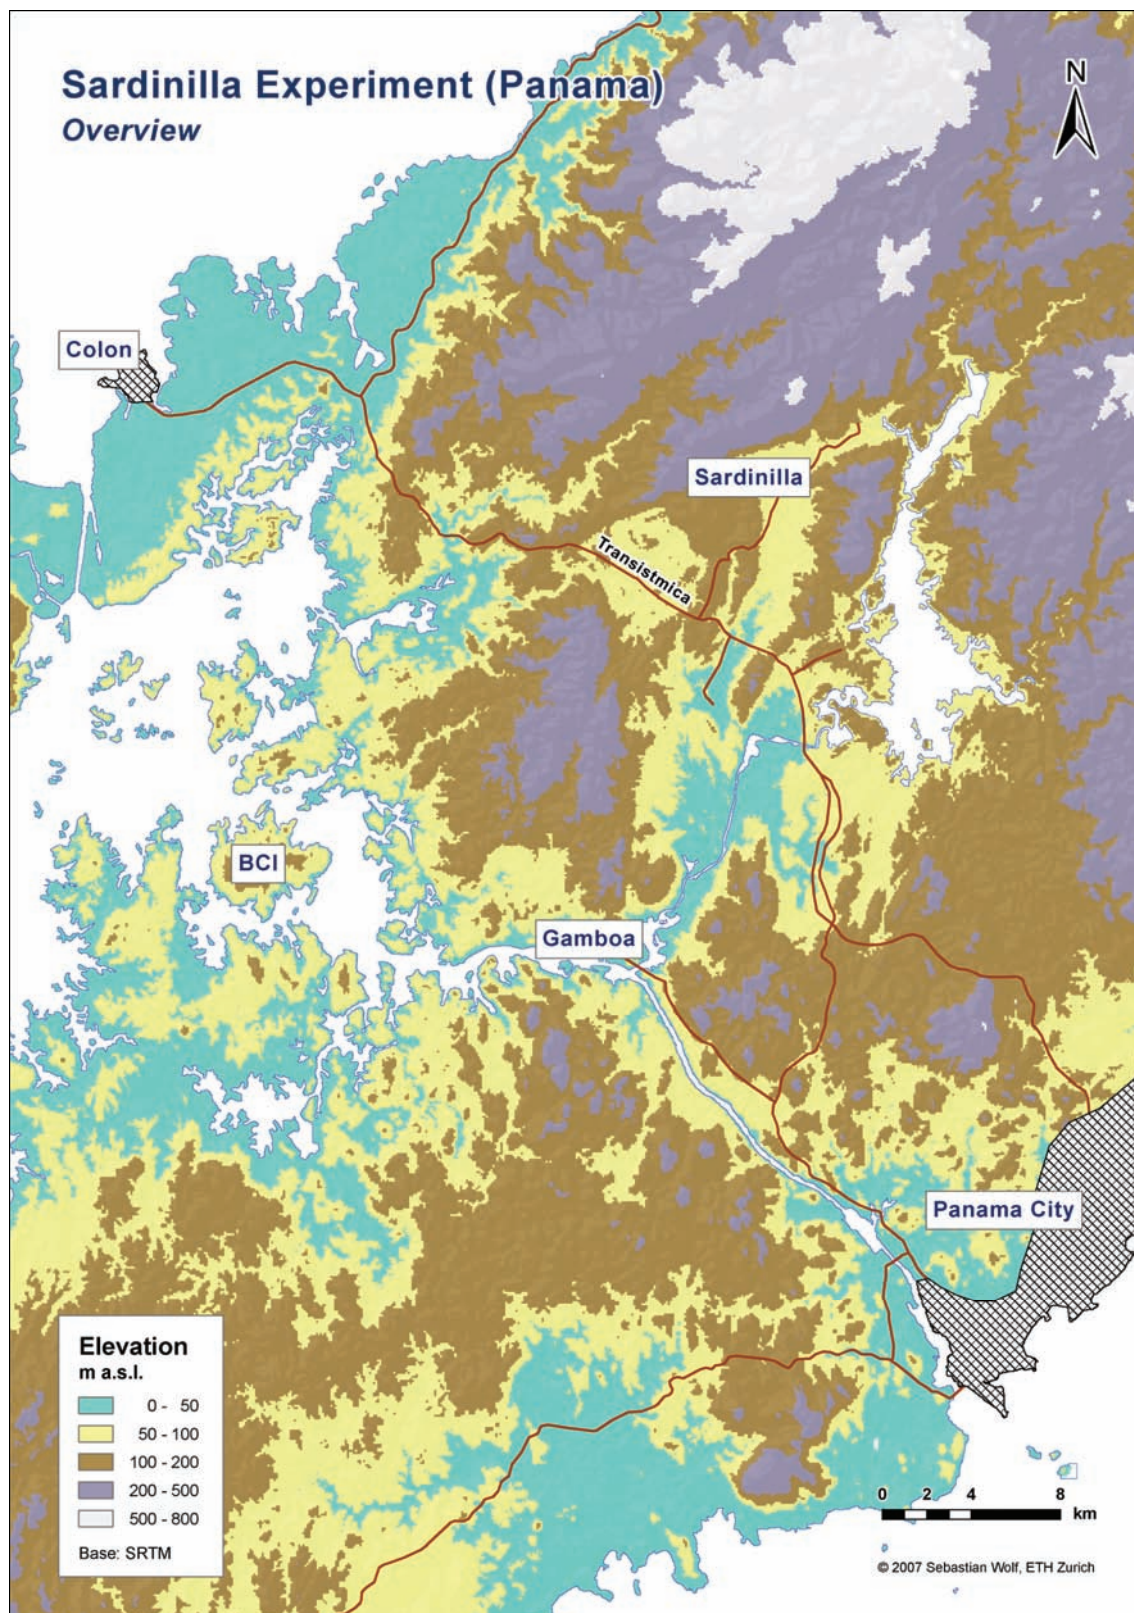 Sardinilla Experiment (Panama)
Overview
N
Colon
Sardinilla
Transistmica
BCI
Gamboa
Panama City
Elevation
m a.s.l.
0 - 50
50 - 100
100 - 200
200 - 500
500 - 800
Base: SRTM
0 2 4 8
km
© 2007 Sebastian Wolf, ETH Zurich